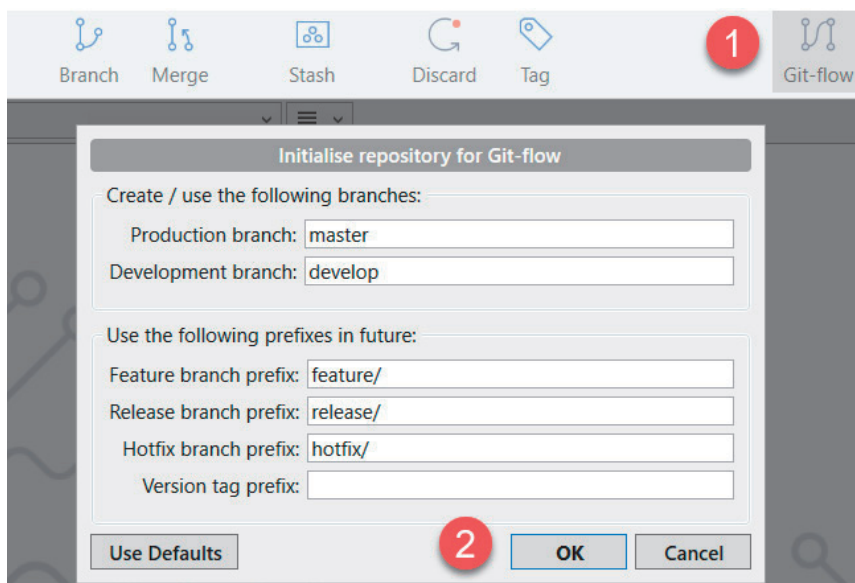 Branch Merge Stash Discard Tag 1 Git-flow
Initialise repository for Git-flow
Create / use the following branches:
Production branch: master
Development branch: develop
Use the following prefixes in future:
Feature branch prefix: feature/
Release branch prefix: release/
Hotfix branch prefix: hotfix/
Version tag prefix:
Use Defaults 2 OK Cancel